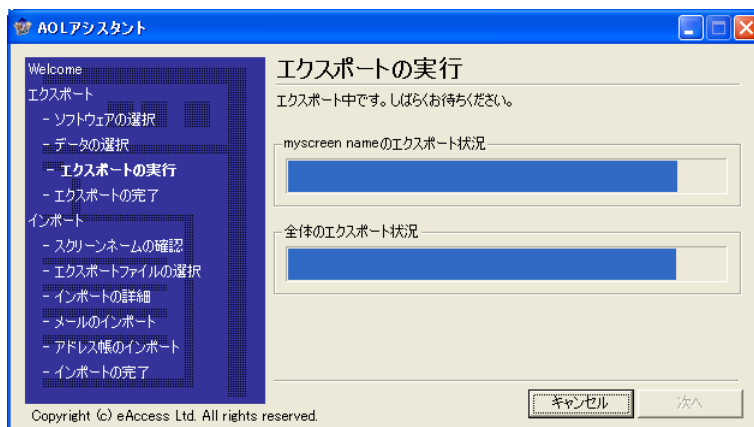 AOLアシスタント
Welcome
エクスポート
- ソフトウェアの選択
- データの選択
- エクスポートの実行
- エクスポートの完了
インポート
- スクリーンネームの確認
- エクスポートファイルの選択
- インポートの詳細
- メールのインポート
- アドレス帳のインポート
- インポートの完了
エクスポートの実行
エクスポート中です。しばらくお待ちください。
myscreen nameのエクスポート状況
全体のエクスポート状況
キャンセル
次へ
Copyright (c) eAccess Ltd. All rights reserved.